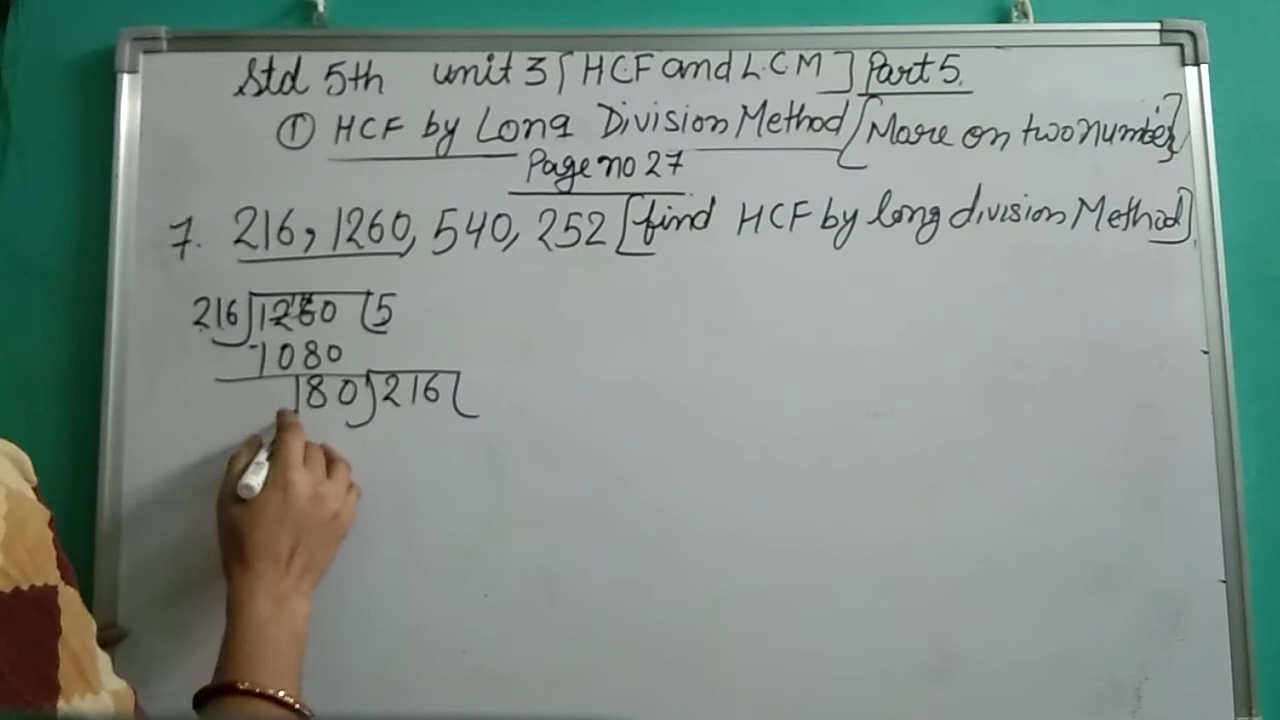 Std 5th unit 3 [HCF and L.C.M] Part 5.
① HCF by Long Division Method [More on two number]
Page no 27
7. 216, 1260, 540, 252 [find HCF by long division Method].
216)1260(5
-1080
180)216(